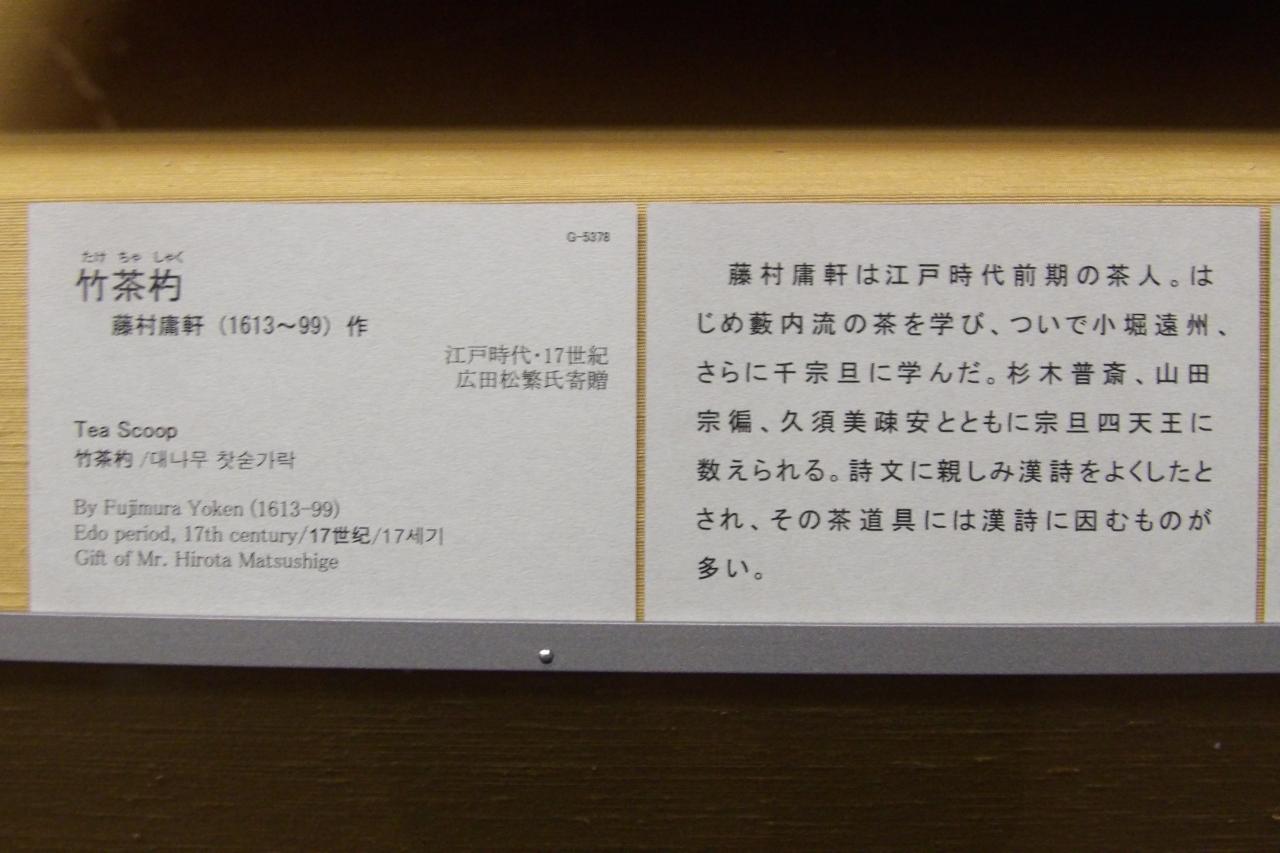 G-5378
たけ ちゃ しゃく
竹茶杓
藤村庸軒（1613～99）作
江戸時代・17世紀
広田松繁氏寄贈
Tea Scoop
竹茶杓 /대나무 찻숟가락
By Fujimura Yoken (1613-99)
Edo period, 17th century/17世纪/17세기
Gift of Mr. Hirota Matsushige
藤村庸軒は江戸時代前期の茶人。は
じめ藪内流の茶を学び、ついで小堀遠州、
さらに千宗旦に学んだ。杉木普斎、山田
宗徧、久須美疎安とともに宗旦四天王に
数えられる。詩文に親しみ漢詩をよくしたと
され、その茶道具には漢詩に因むものが
多い。